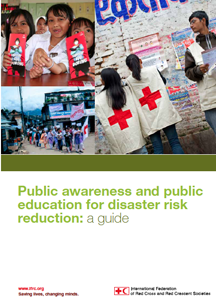 Public awareness and public
education for disaster risk
reduction: a guide
www.ifrc.org
Saving lives, changing minds.
International Federation
of Red Cross and Red Crescent Societies